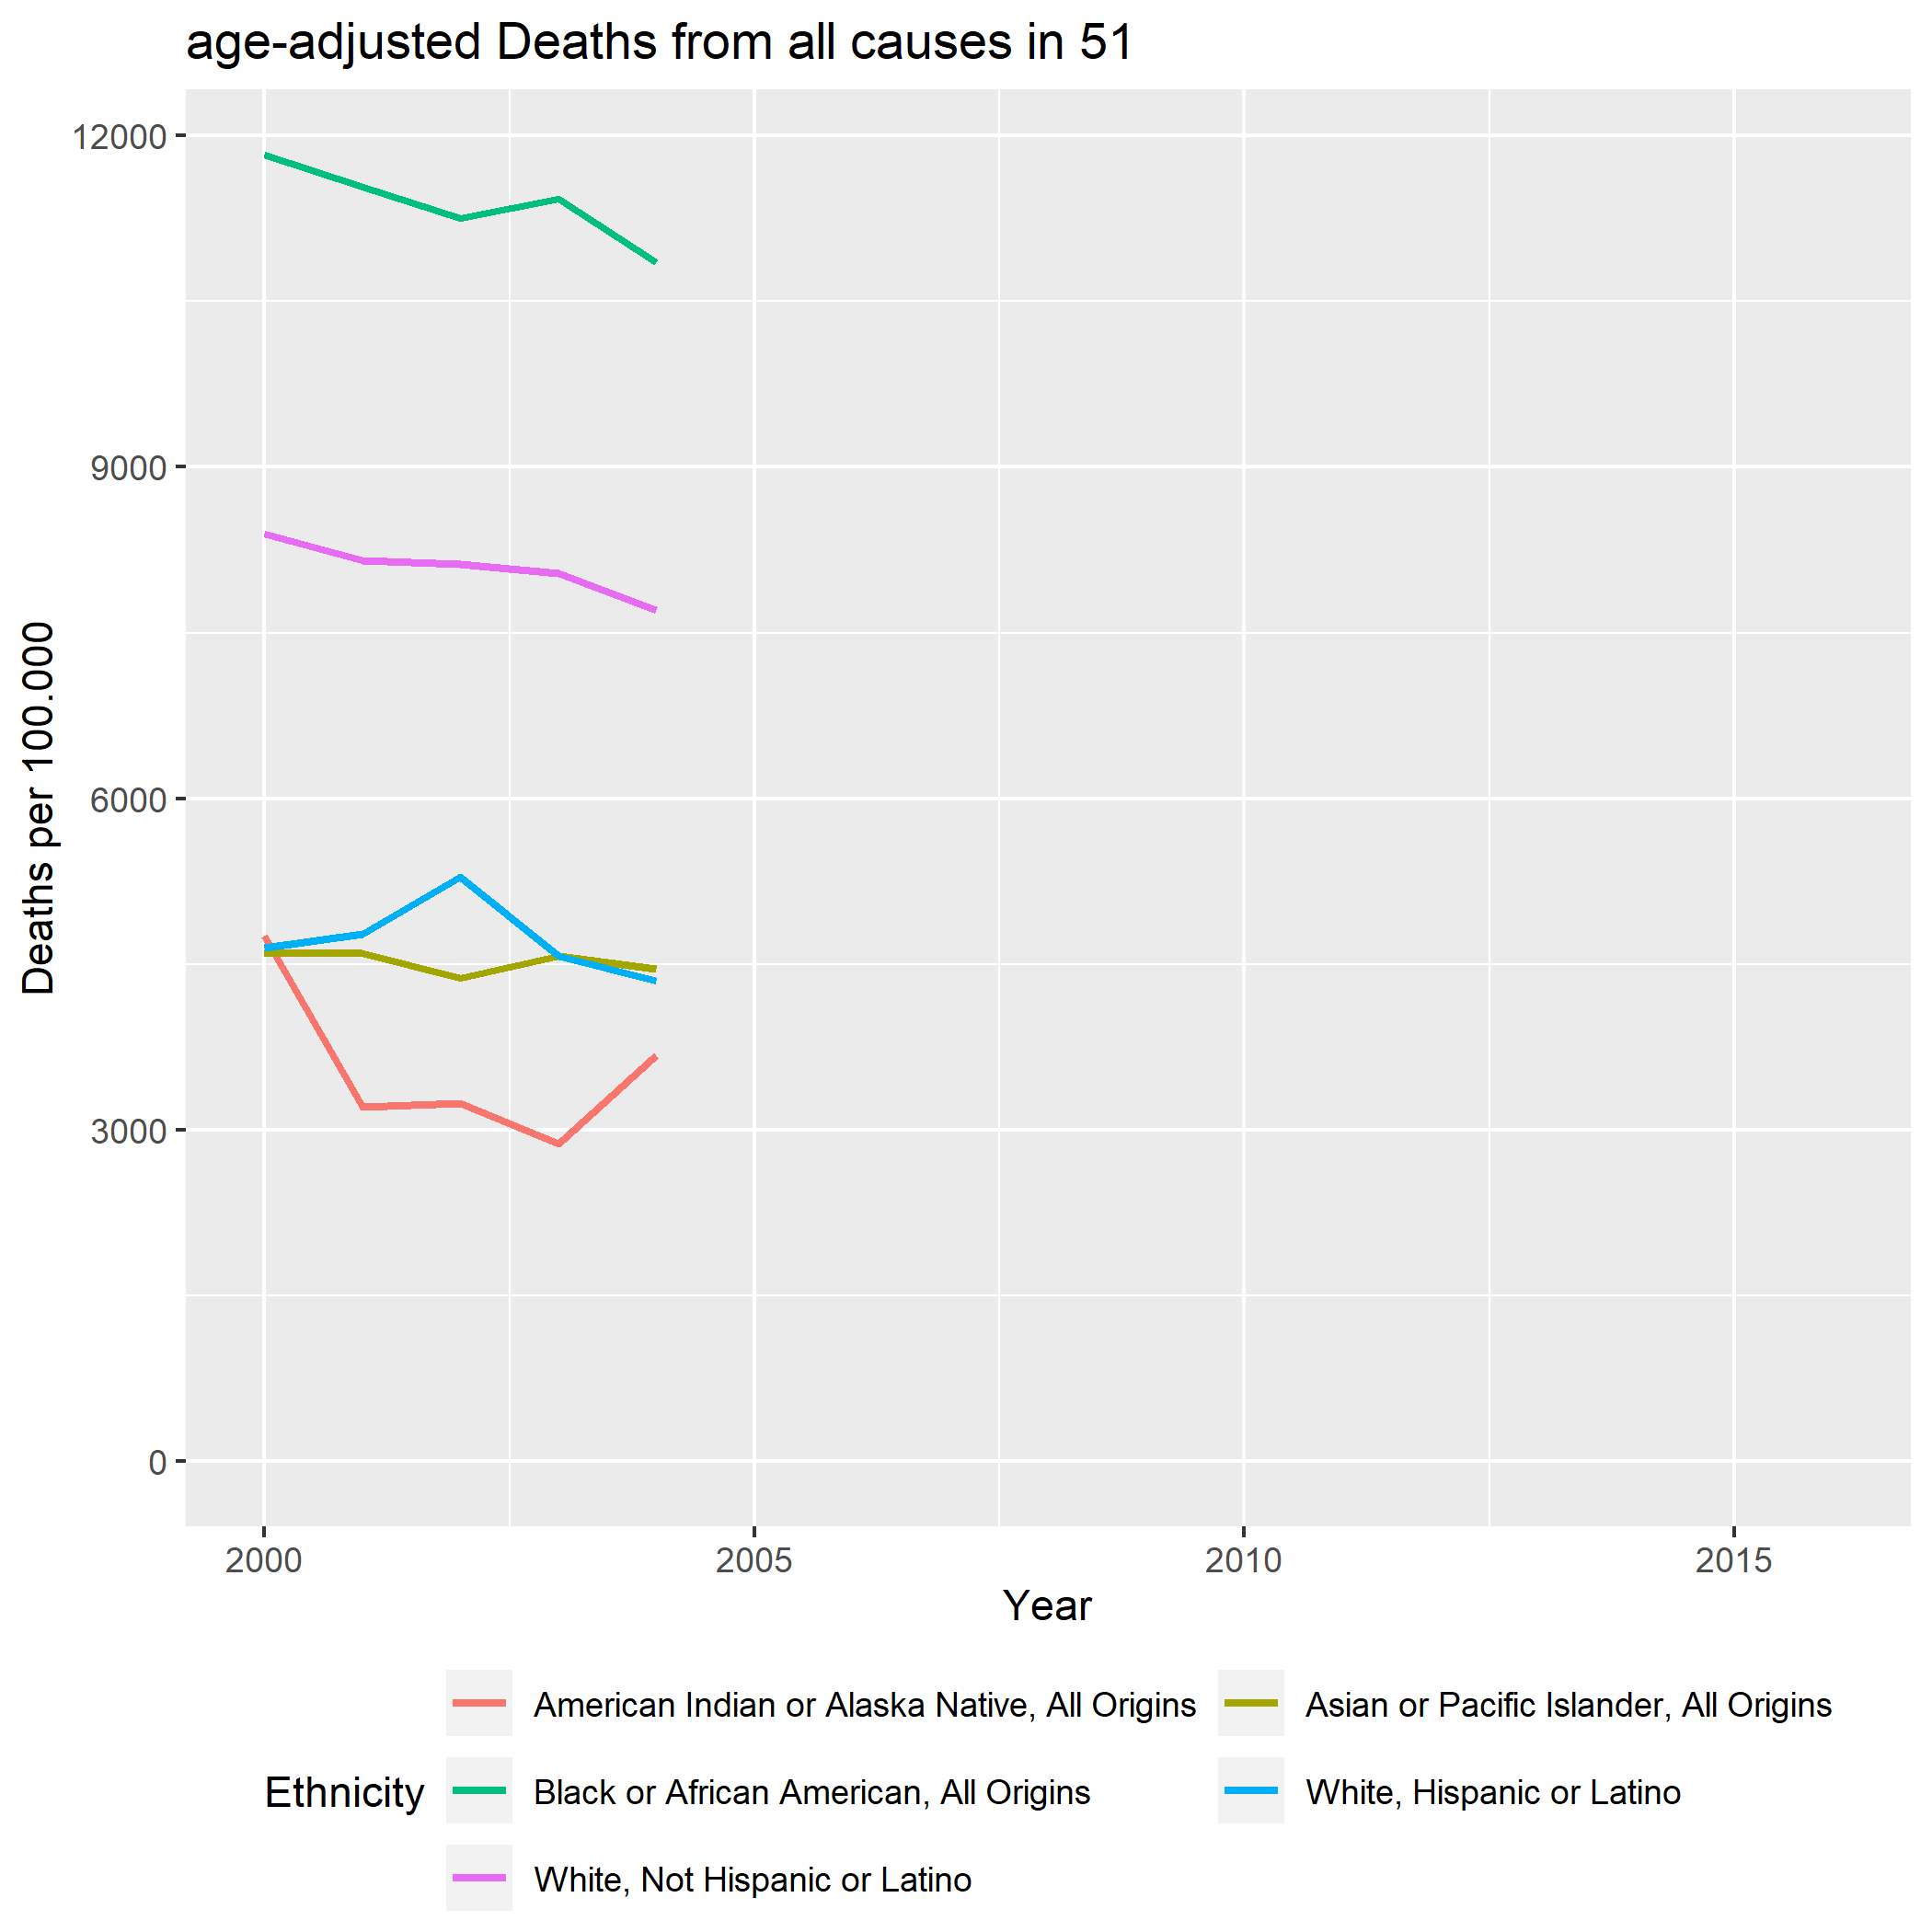 age-adjusted Deaths from all causes in 51
12000
9000
6000
3000
0
Deaths per 100.000
2000 2005 2010 2015
Year
Ethnicity
American Indian or Alaska Native, All Origins
Asian or Pacific Islander, All Origins
Black or African American, All Origins
White, Hispanic or Latino
White, Not Hispanic or Latino